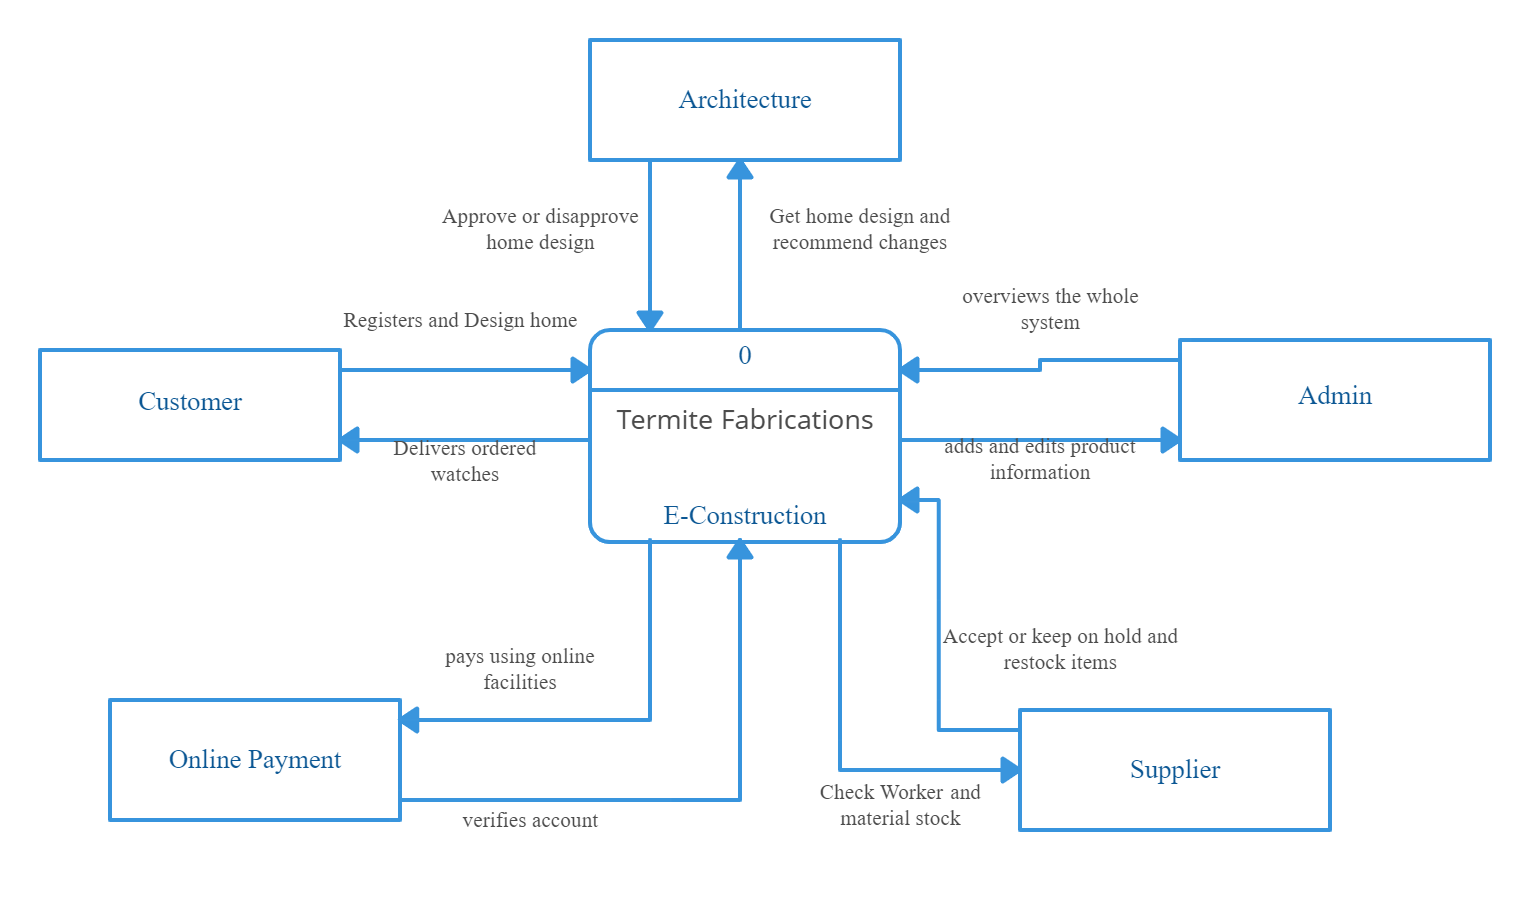 Architecture
Approve or disapprove
home design
Get home design and
recommend changes
overviews the whole
system
Registers and Design home
0
Customer
Admin
Termite Fabrications
Delivers ordered
watches
adds and edits product
information
E-Construction
Accept or keep on hold and
restock items
pays using online
facilities
Online Payment
Supplier
Check Worker and
material stock
verifies account